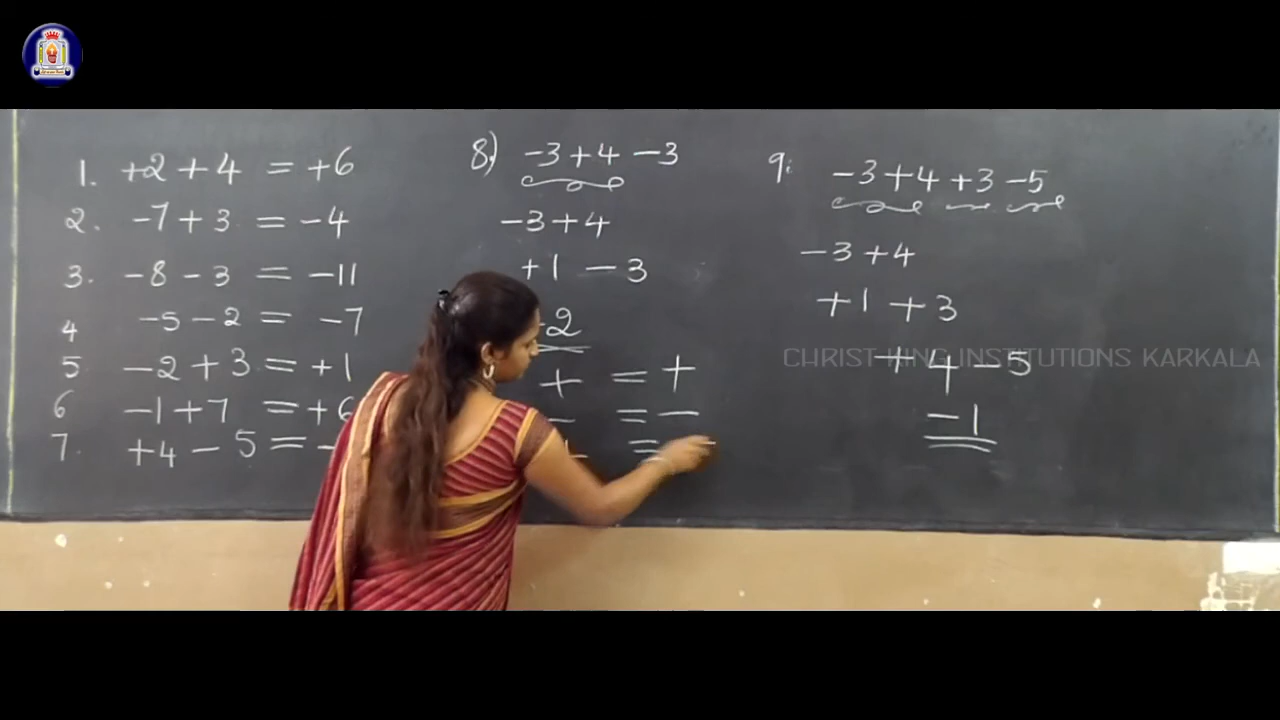 1. +2 + 4 = +6
2. -7 + 3 = -4
3. -8 - 3 = -11
4 -5 - 2 = -7
5 -2 + 3 = +1
6 -1 + 7 = +6
7. +4 - 5 = -
8) -3 + 4 - 3
-3 + 4
+1 - 3
-2
+ = +
- = -
=
9. -3 + 4 + 3 - 5
-3 + 4
+1 + 3
+ 4 - 5
-1
CHRIST KING INSTITUTIONS KARKALA